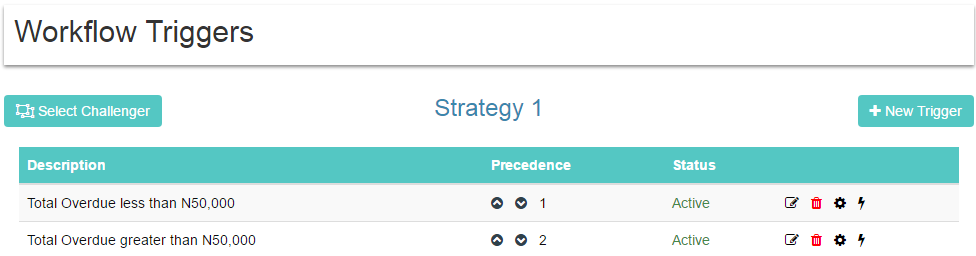 Workflow Triggers
Select Challenger
Strategy 1
New Trigger
Description Precedence Status
Total Overdue less than N50,000 1 Active
Total Overdue greater than N50,000 2 Active